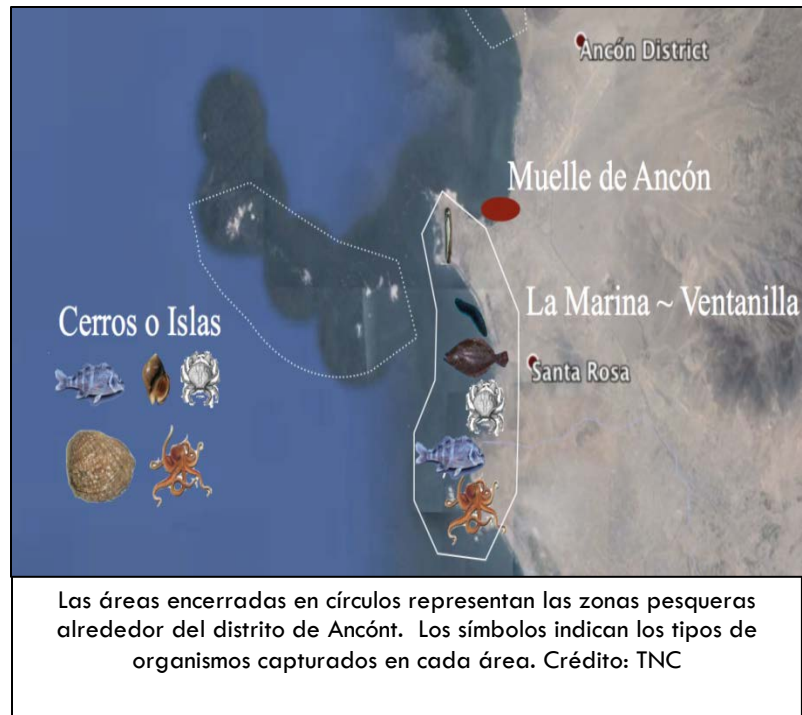 Ancón District
Muelle de Ancón
Cerros o Islas
La Marina ~ Ventanilla
Santa Rosa
Las áreas encerradas en círculos representan las zonas pesqueras
alrededor del distrito de Ancónt. Los símbolos indican los tipos de
organismos capturados en cada área. Crédito: TNC